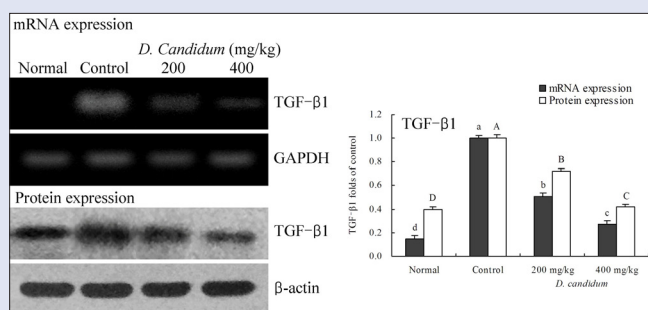 mRNA expression
D. Candidum (mg/kg)
Normal Control 200 400
TGF-β1
GAPDH
Protein expression
TGF-β1
β-actin
mRNA expression
Protein expression
TGF-β1
TGF-β1 folds of control
1.2
1.0
0.8
0.6
0.4
0.2
0.0
d D a A b B c C
Normal Control 200 mg/kg 400 mg/kg
D. candidum